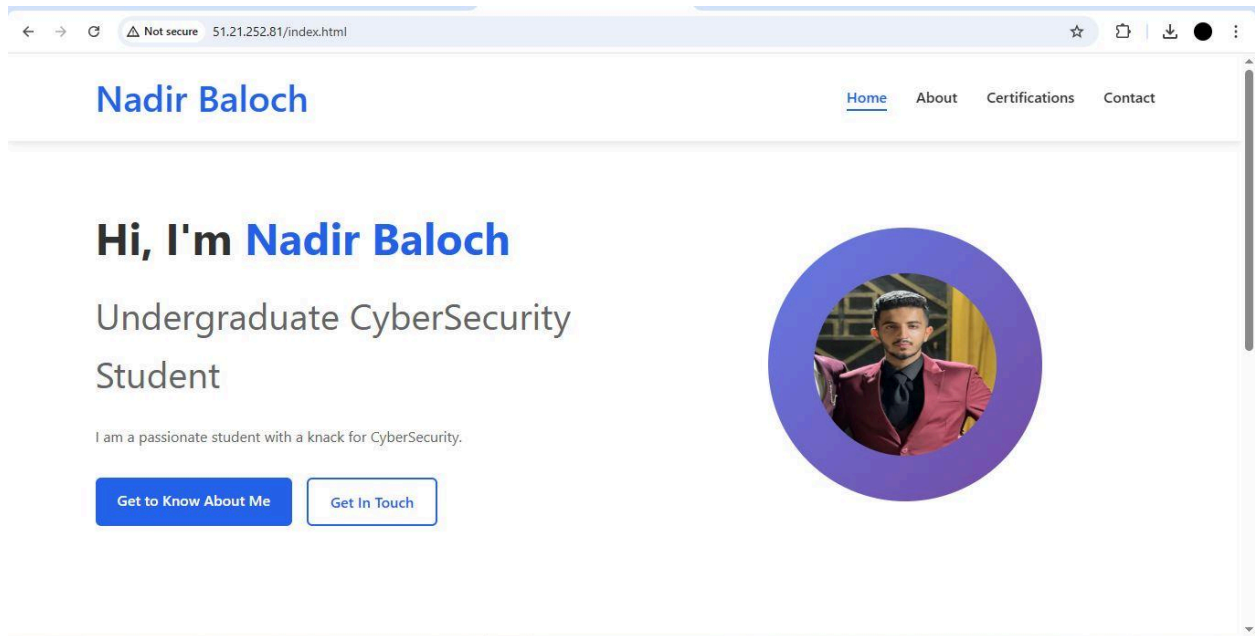 Not secure 51.21.252.81/index.html
Nadir Baloch
Home About Certifications Contact
Hi, I'm Nadir Baloch
Undergraduate CyberSecurity
Student
I am a passionate student with a knack for CyberSecurity.
Get to Know About Me Get In Touch